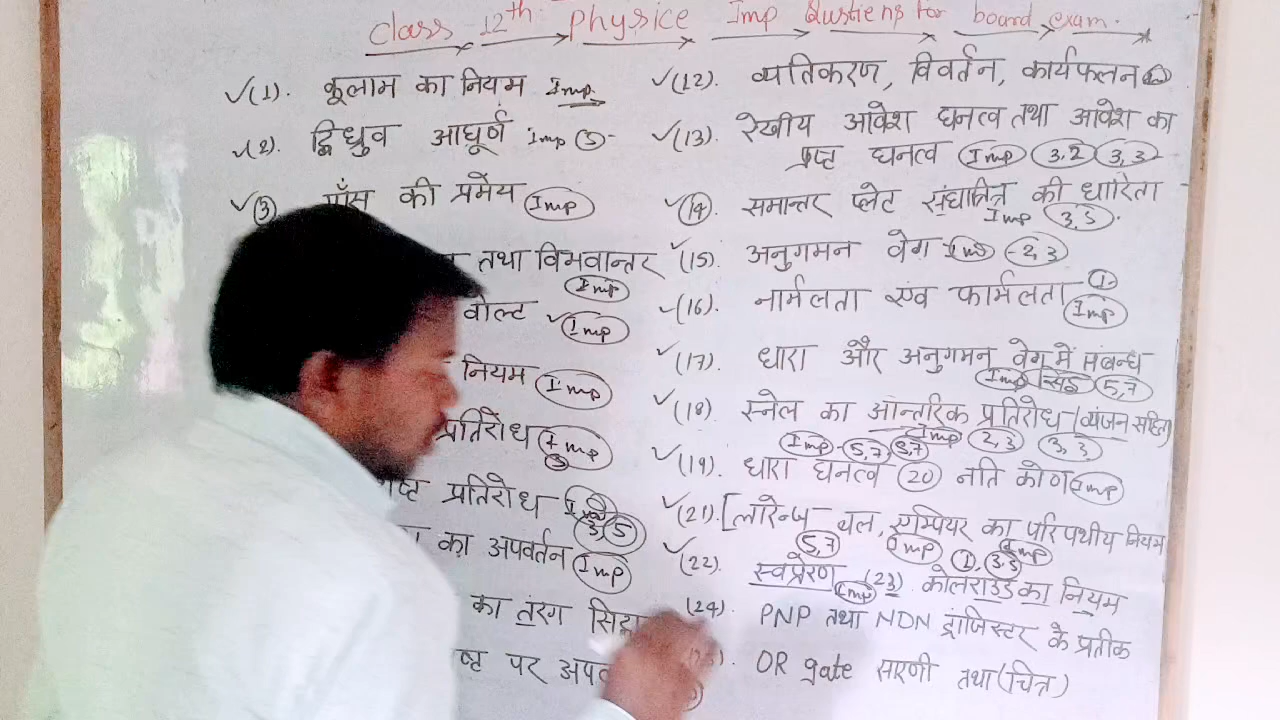 class 12th physice Imp Qustiens for board exam.
(1). कूलाम का नियम Imp.
(2). द्विध्रुव आघूर्ण Imp (5)
(3). गॉस की प्रमेय Imp
तथा विभवान्तर Imp
वोल्ट Imp
नियम Imp
प्रतिरोध Imp
प्रतिरोध 5
का अपवर्तन Imp
का तरंग
पर
(12). व्यतिकरण, विवर्तन, कार्यफलन
(13). रेखीय आवेश घनत्व तथा आवेश का
प्रष्ट घनत्व Imp 3,2 3,3
(14). समान्तर प्लेट संधारित्र की धारिता
Imp 3,5.
(15). अनुगमन वेग Imp 2,3
(16). नार्मलता एंव फार्मलता 1.
Imp
(17). धारा और अनुगमन वेग में संबन्ध
Imp सिद्ध 5,7
(18). स्नेल का आन्तरिक प्रतिरोध (व्यंजन सहित)
Imp 5,7 5,7 Imp 2,3 3,3
(19). धारा घनत्व (20) नति कोण Imp
(21). [लारेन्ज बल, एम्पियर का परिपथीय नियम
5,7 Imp 1. 3,5 Imp
(22. स्वप्रेरण Imp (23). कोलराउड का नियम
(24). PNP तथा NDN ट्रांजिस्टर के प्रतीक
OR gate सारणी तथा (चित्र)